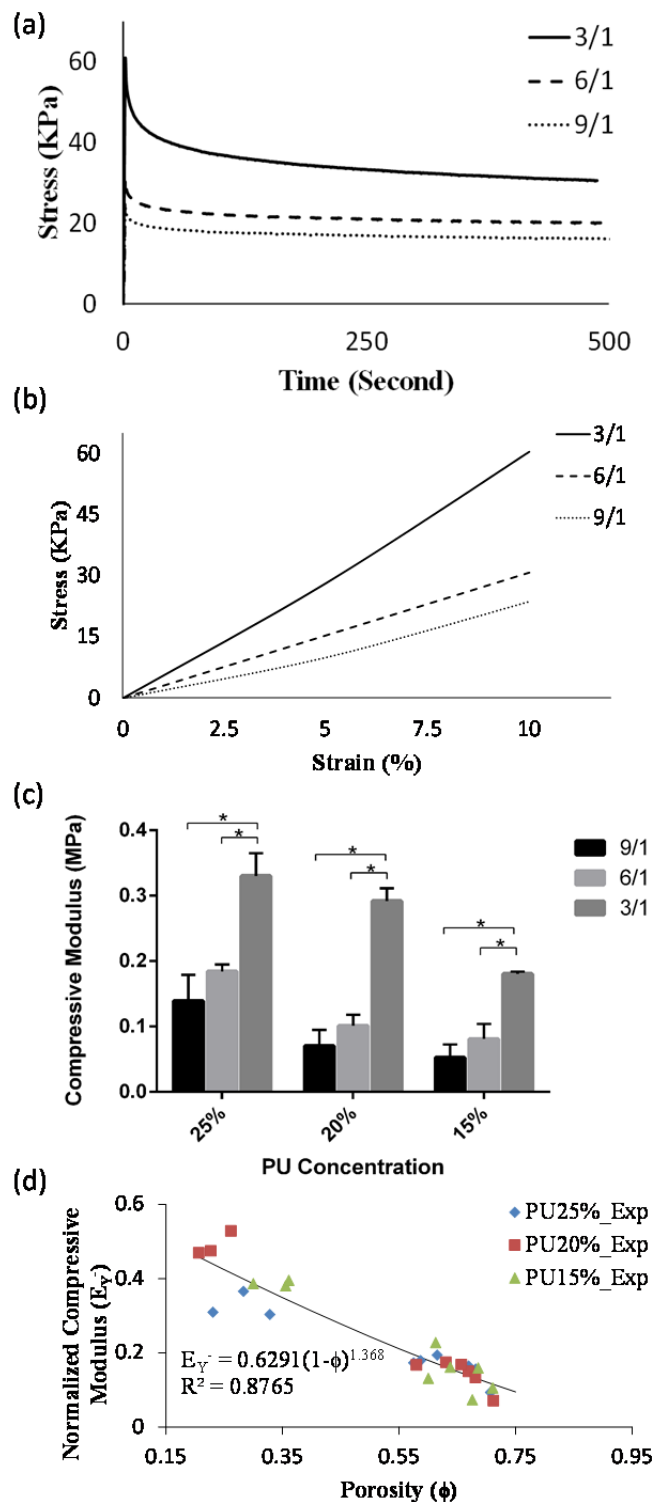 (a)
60
40
20
0
Stress (KPa)
3/1
6/1
9/1
0
250
500
Time (Second)
(b)
60
45
30
15
0
Stress (KPa)
3/1
6/1
9/1
0
2.5
5
7.5
10
Strain (%)
(c)
0.4
0.3
0.2
0.1
0.0
Compressive Modulus (MPa)
*
*
*
*
*
*
9/1
6/1
3/1
25%
20%
15%
PU Concentration
(d)
0.6
0.4
0.2
0
Normalized Compressive
Modulus (EY-)
PU25%_Exp
PU20%_Exp
PU15%_Exp
EY- = 0.6291(1-ϕ)^1.368
R² = 0.8765
0.15
0.35
0.55
0.75
0.95
Porosity (ϕ)